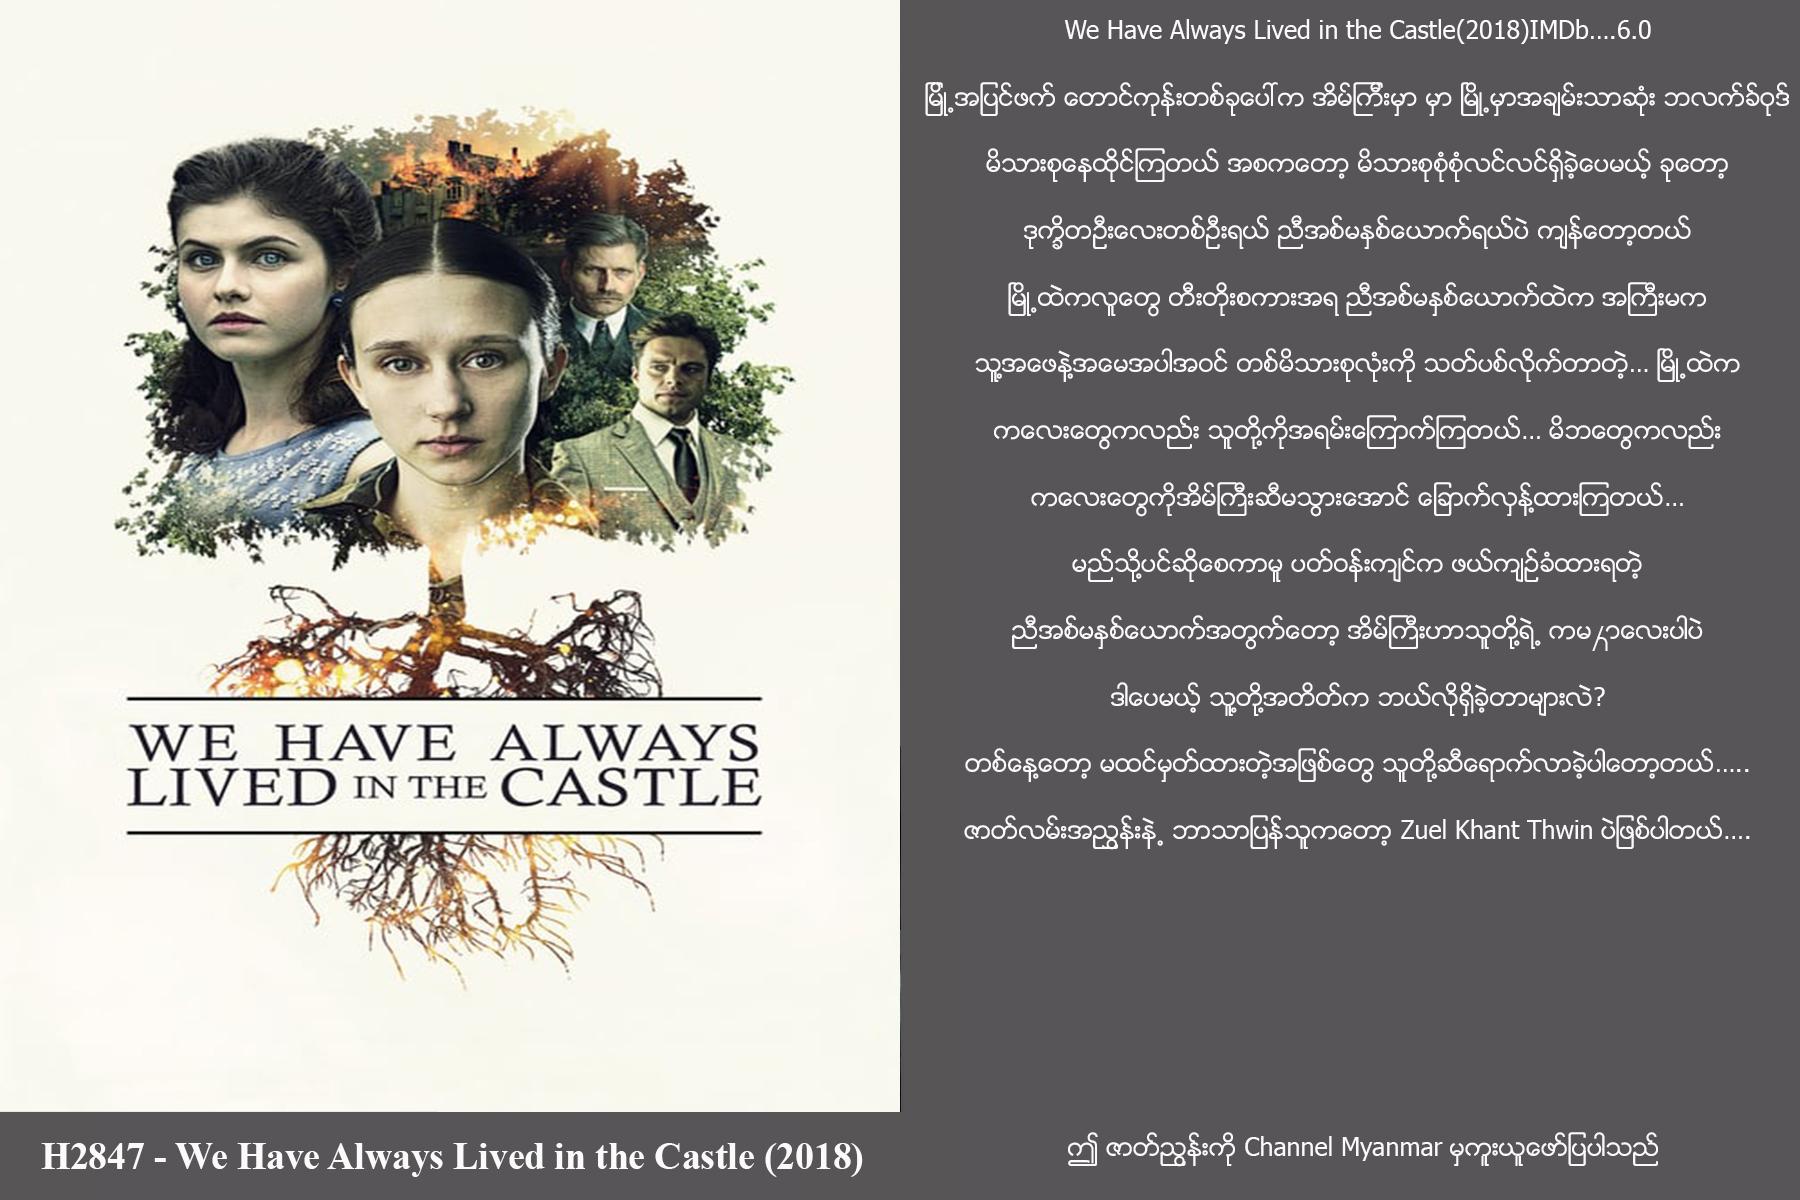 WE HAVE ALWAYS
LIVED IN THE CASTLE
H2847 - We Have Always Lived in the Castle (2018)
We Have Always Lived in the Castle(2018)IMDb....6.0
မြို့အပြင်ဖက် တောင်ကုန်းတစ်ခုပေါ်က အိမ်ကြီးမှာ မှာ မြို့မှာအချမ်းသာဆုံး ဘလက်ခ်ဝုဒ်
မိသားစုနေထိုင်ကြတယ် အစကတော့ မိသားစုစုံစုံလင်လင်ရှိခဲ့ပေမယ့် ခုတော့
ဒုက္ခိတဦးလေးတစ်ဦးရယ် ညီအစ်မနှစ်ယောက်ရယ်ပဲ ကျန်တော့တယ်
မြို့ထဲကလူတွေ တီးတိုးစကားအရ ညီအစ်မနှစ်ယောက်ထဲက အကြီးမက
သူ့အဖေနဲ့အမေအပါအဝင် တစ်မိသားစုလုံးကို သတ်ပစ်လိုက်တာတဲ့... မြို့ထဲက
ကလေးတွေကလည်း သူတို့ကိုအရမ်းကြောက်ကြတယ်... မိဘတွေကလည်း
ကလေးတွေကိုအိမ်ကြီးဆီမသွားအောင် ခြောက်လှန့်ထားကြတယ်...
မည်သို့ပင်ဆိုစေကာမူ ပတ်ဝန်းကျင်က ဖယ်ကျဉ်ခံထားရတဲ့
ညီအစ်မနှစ်ယောက်အတွက်တော့ အိမ်ကြီးဟာသူတို့ရဲ့ ကမ္ဘာလေးပါပဲ
ဒါပေမယ့် သူ့တို့အတိတ်က ဘယ်လိုရှိခဲ့တာများလဲ?
တစ်နေ့တော့ မထင်မှတ်ထားတဲ့အဖြစ်တွေ သူတို့ဆီရောက်လာခဲ့ပါတော့တယ်.....
ဇာတ်လမ်းအညွှန်းနဲ့ ဘာသာပြန်သူကတော့ Zuel Khant Thwin ပဲဖြစ်ပါတယ်....
ဤ ဇာတ်ညွှန်းကို Channel Myanmar မှကူးယူဖော်ပြပါသည်